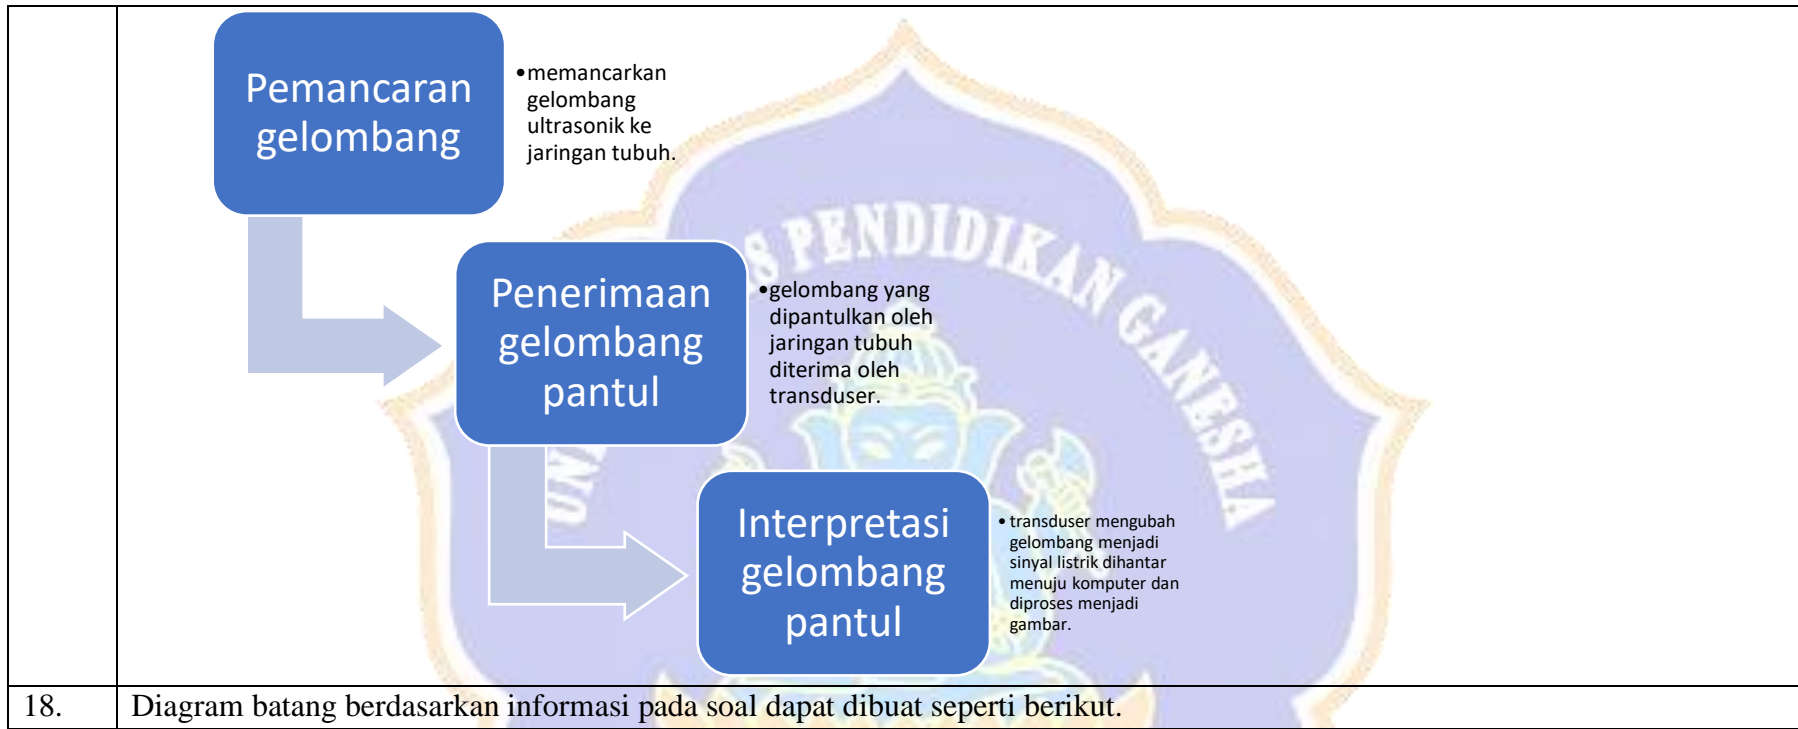 Pemancaran
gelombang
•memancarkan
gelombang
ultrasonik ke
jaringan tubuh.
Penerimaan
gelombang
pantul
•gelombang yang
dipantulkan oleh
jaringan tubuh
diterima oleh
transduser.
Interpretasi
gelombang
pantul
• transduser mengubah
gelombang menjadi
sinyal listrik dihantar
menuju komputer dan
diproses menjadi
gambar.
S PENDIDIKAN GANESHA
18. Diagram batang berdasarkan informasi pada soal dapat dibuat seperti berikut.